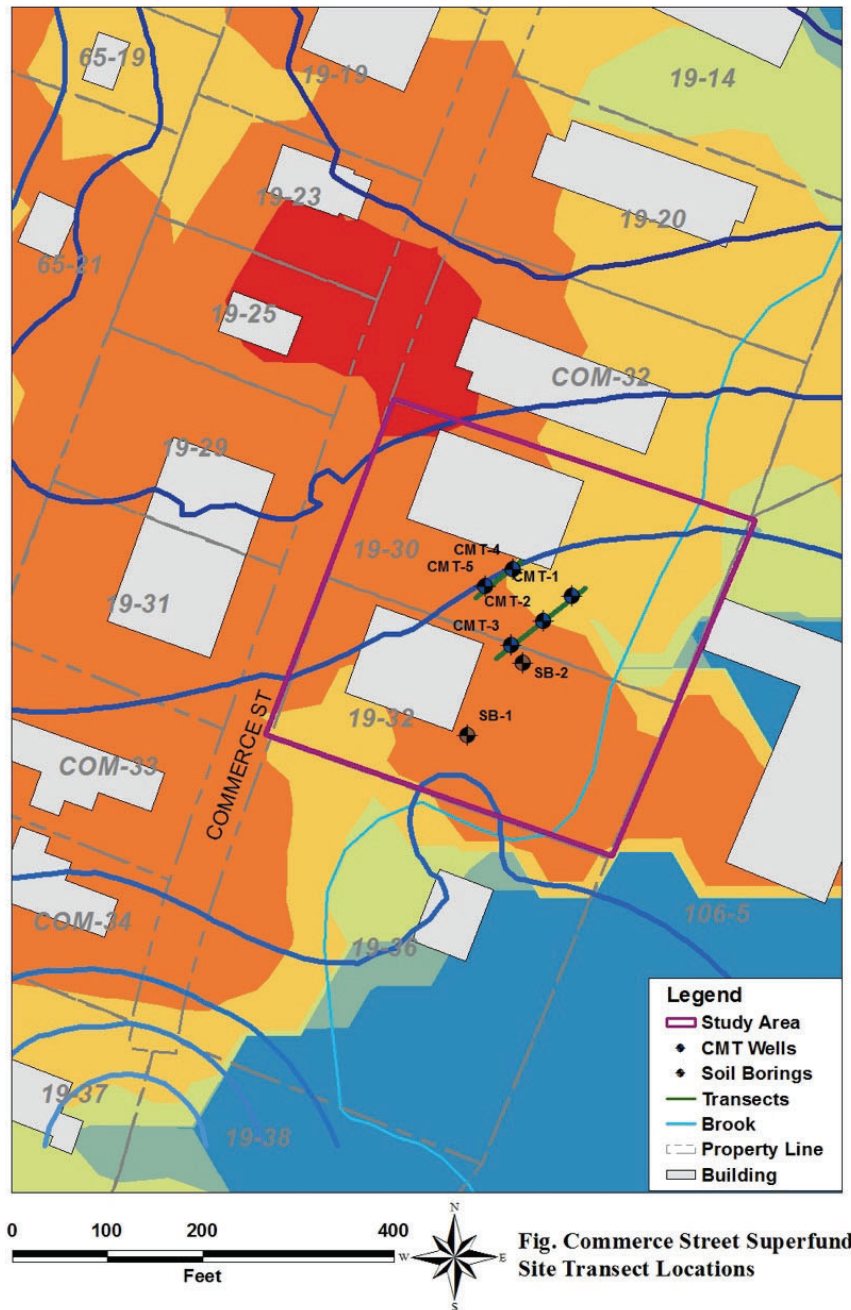 65-19
19-19
19-14
19-23
19-20
65-21
19-25
COM-32
19-29
CMT-4
19-30
CMT-5
CMT-1
CMT-2
19-31
CMT-3
SB-2
19-32
SB-1
COMMERCE ST
COM-33
COM-34
106-5
19-36
19-37
19-38
Legend
Study Area
CMT Wells
Soil Borings
Transects
Brook
Property Line
Building
0 100 200 400
Feet
N
W E
S
Fig. Commerce Street Superfund
Site Transect Locations